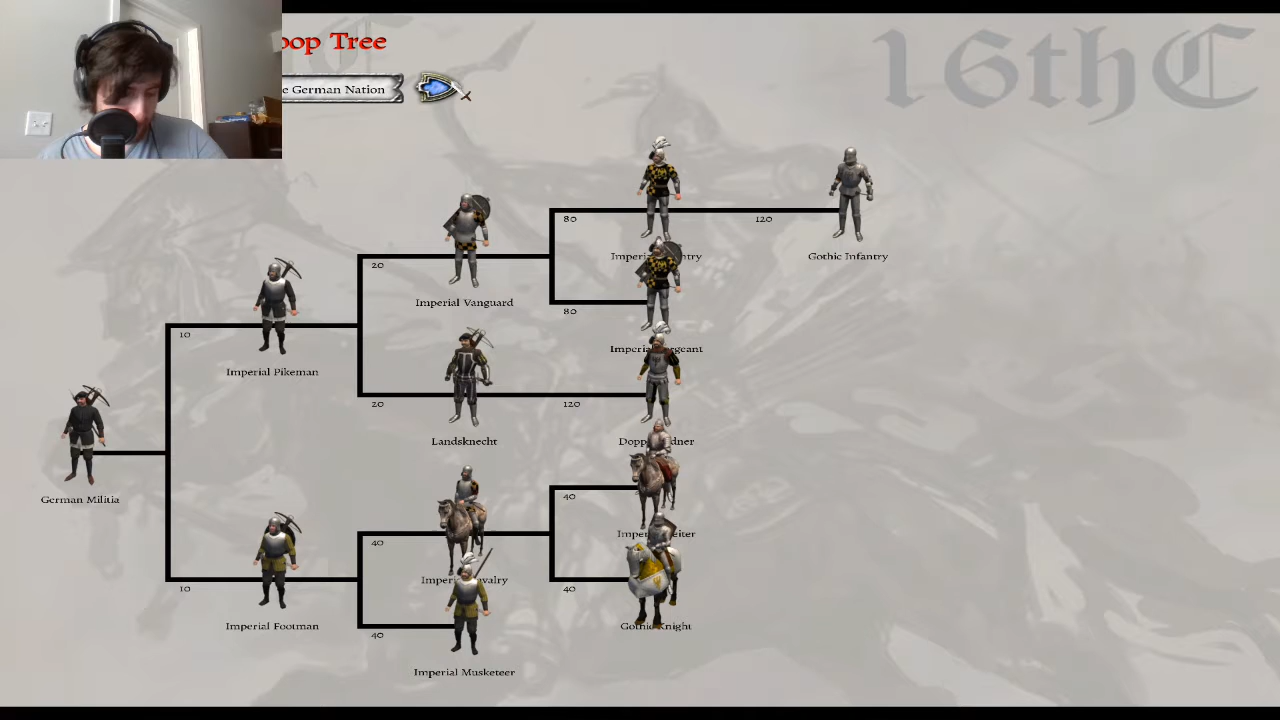 Tree
16thC
e German Nation
80
120
Gothic Infantry
20
Imperial Vanguard
80
10
Imperial Pikeman
20
120
Landsknecht
German Militia
40
40
40
10
Imperial Footman
40
Gothic Knight
Imperial Musketeer